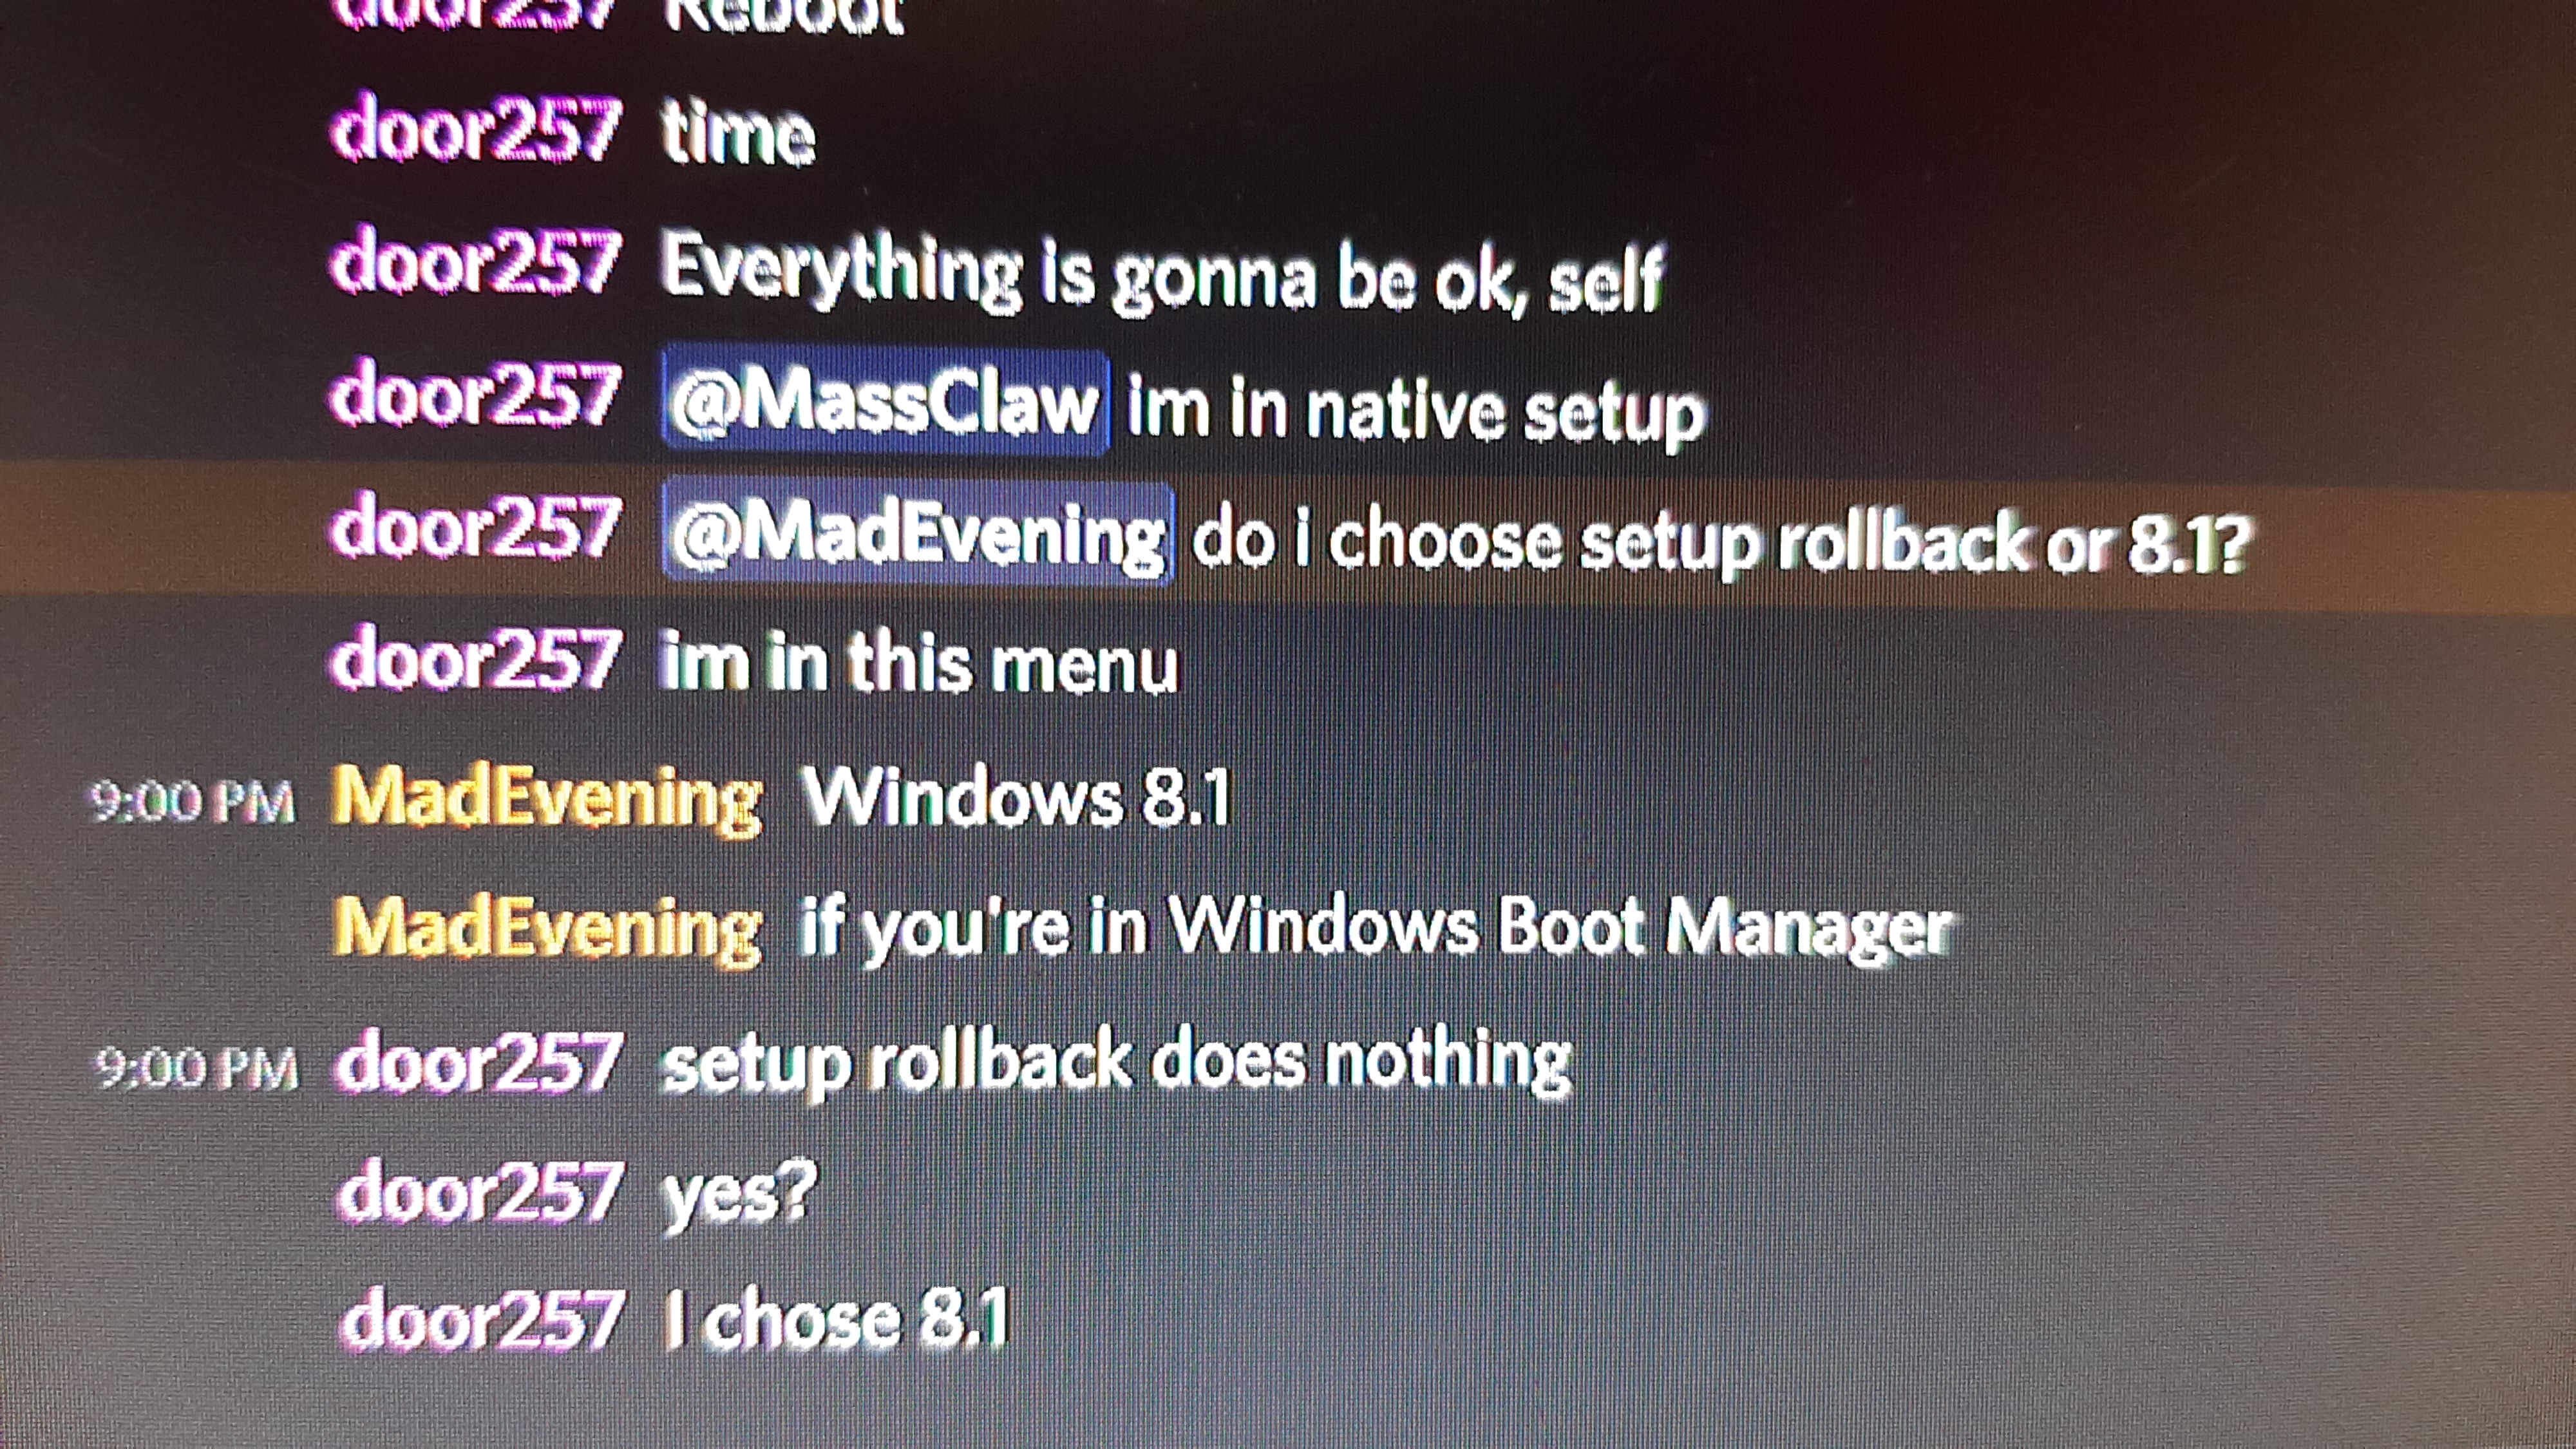 door257 Reboot
door257 time
door257 Everything is gonna be ok, self
door257 @MassClaw im in native setup
door257 @MadEvening do i choose setup rollback or 8.1?
door257 im in this menu
9:00 PM MadEvening Windows 8.1
MadEvening if you're in Windows Boot Manager
9:00 PM door257 setup rollback does nothing
door257 yes?
door257 I chose 8.1